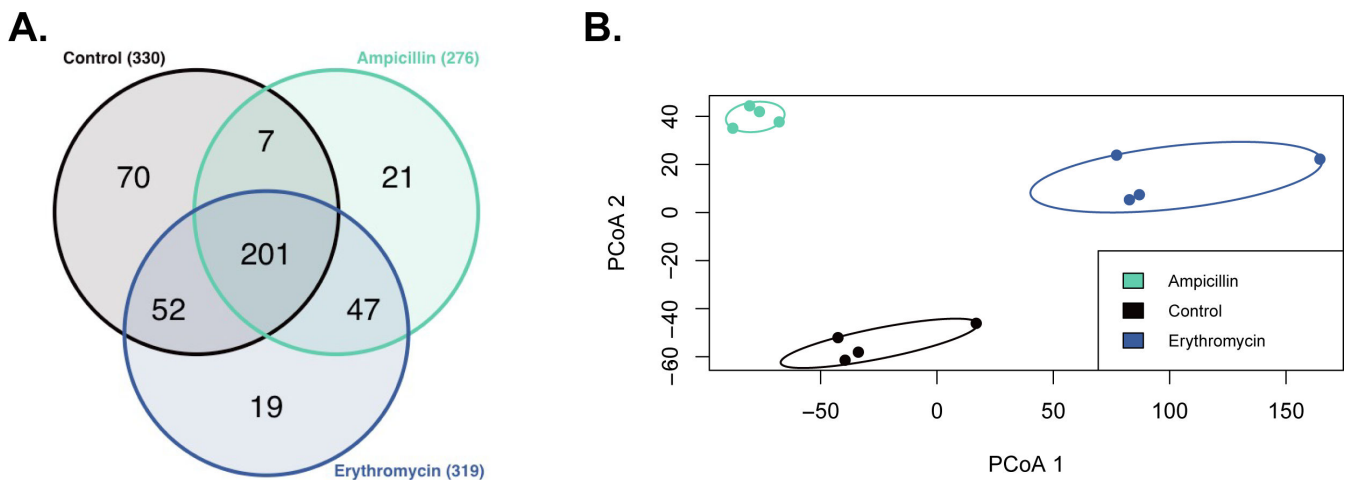 A.
Control (330)
Ampicillin (276)
7
70
21
201
52
47
19
Erythromycin (319)
B.
PCoA 2
40
20
0
−20
−40
−60
Ampicillin
Control
Erythromycin
−50 0 50 100 150
PCoA 1